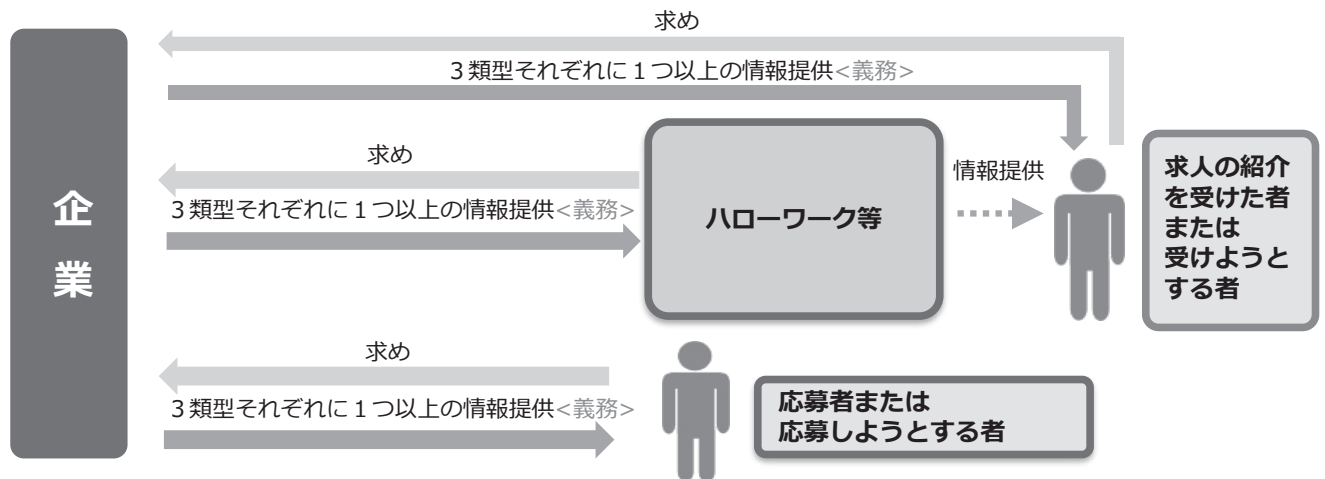 求め
３類型それぞれに１つ以上の情報提供<義務>
企業
求め
３類型それぞれに１つ以上の情報提供<義務>
ハローワーク等
情報提供
求人の紹介
を受けた者
または
受けようと
する者
求め
３類型それぞれに１つ以上の情報提供<義務>
応募者または
応募しようとする者